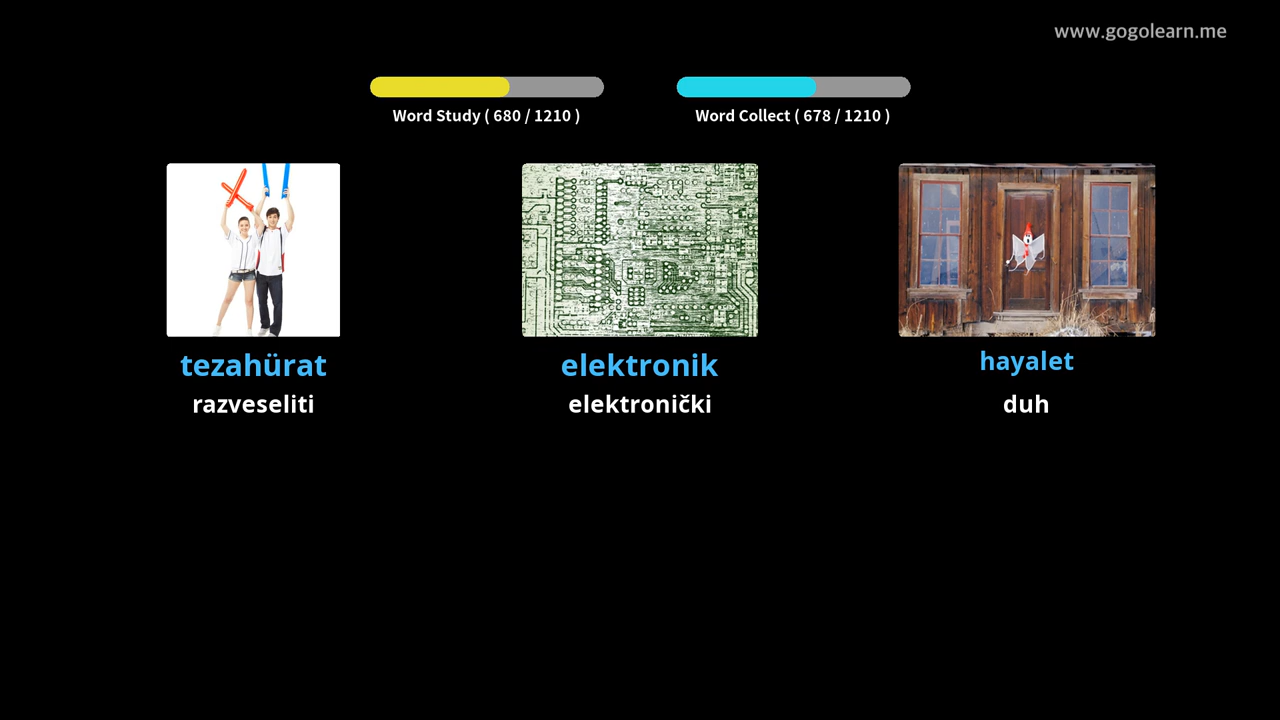 www.gogolearn.me
Word Study ( 680 / 1210 )
Word Collect ( 678 / 1210 )
tezahürat
razveseliti
elektronik
elektronički
hayalet
duh